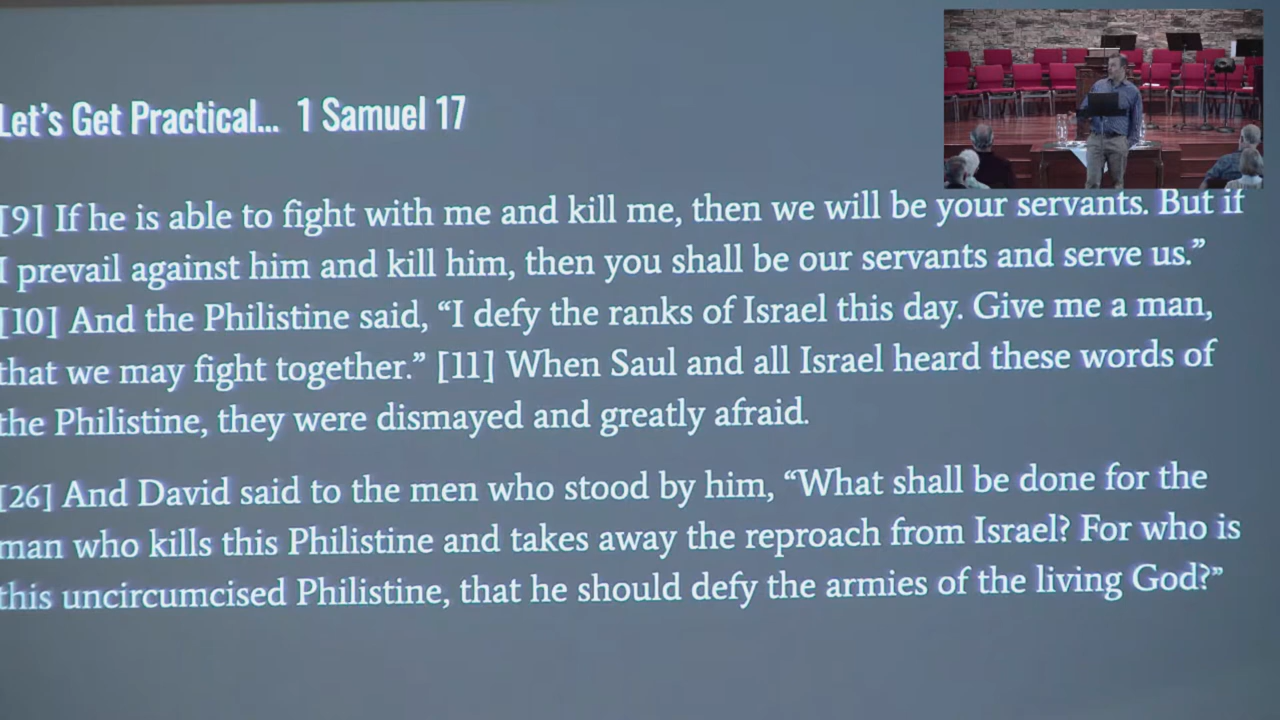 Let's Get Practical... 1 Samuel 17
[9] If he is able to fight with me and kill me, then we will be your servants. But if
I prevail against him and kill him, then you shall be our servants and serve us.”
[10] And the Philistine said, “I defy the ranks of Israel this day. Give me a man,
that we may fight together.” [11] When Saul and all Israel heard these words of
the Philistine, they were dismayed and greatly afraid.
[26] And David said to the men who stood by him, “What shall be done for the
man who kills this Philistine and takes away the reproach from Israel? For who is
this uncircumcised Philistine, that he should defy the armies of the living God?”